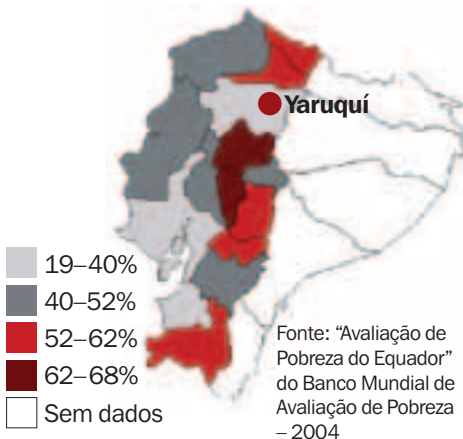 Yaruquí
19–40%
40–52%
52–62%
62–68%
Sem dados
Fonte: “Avaliação de
Pobreza do Equador”
do Banco Mundial de
Avaliação de Pobreza
– 2004